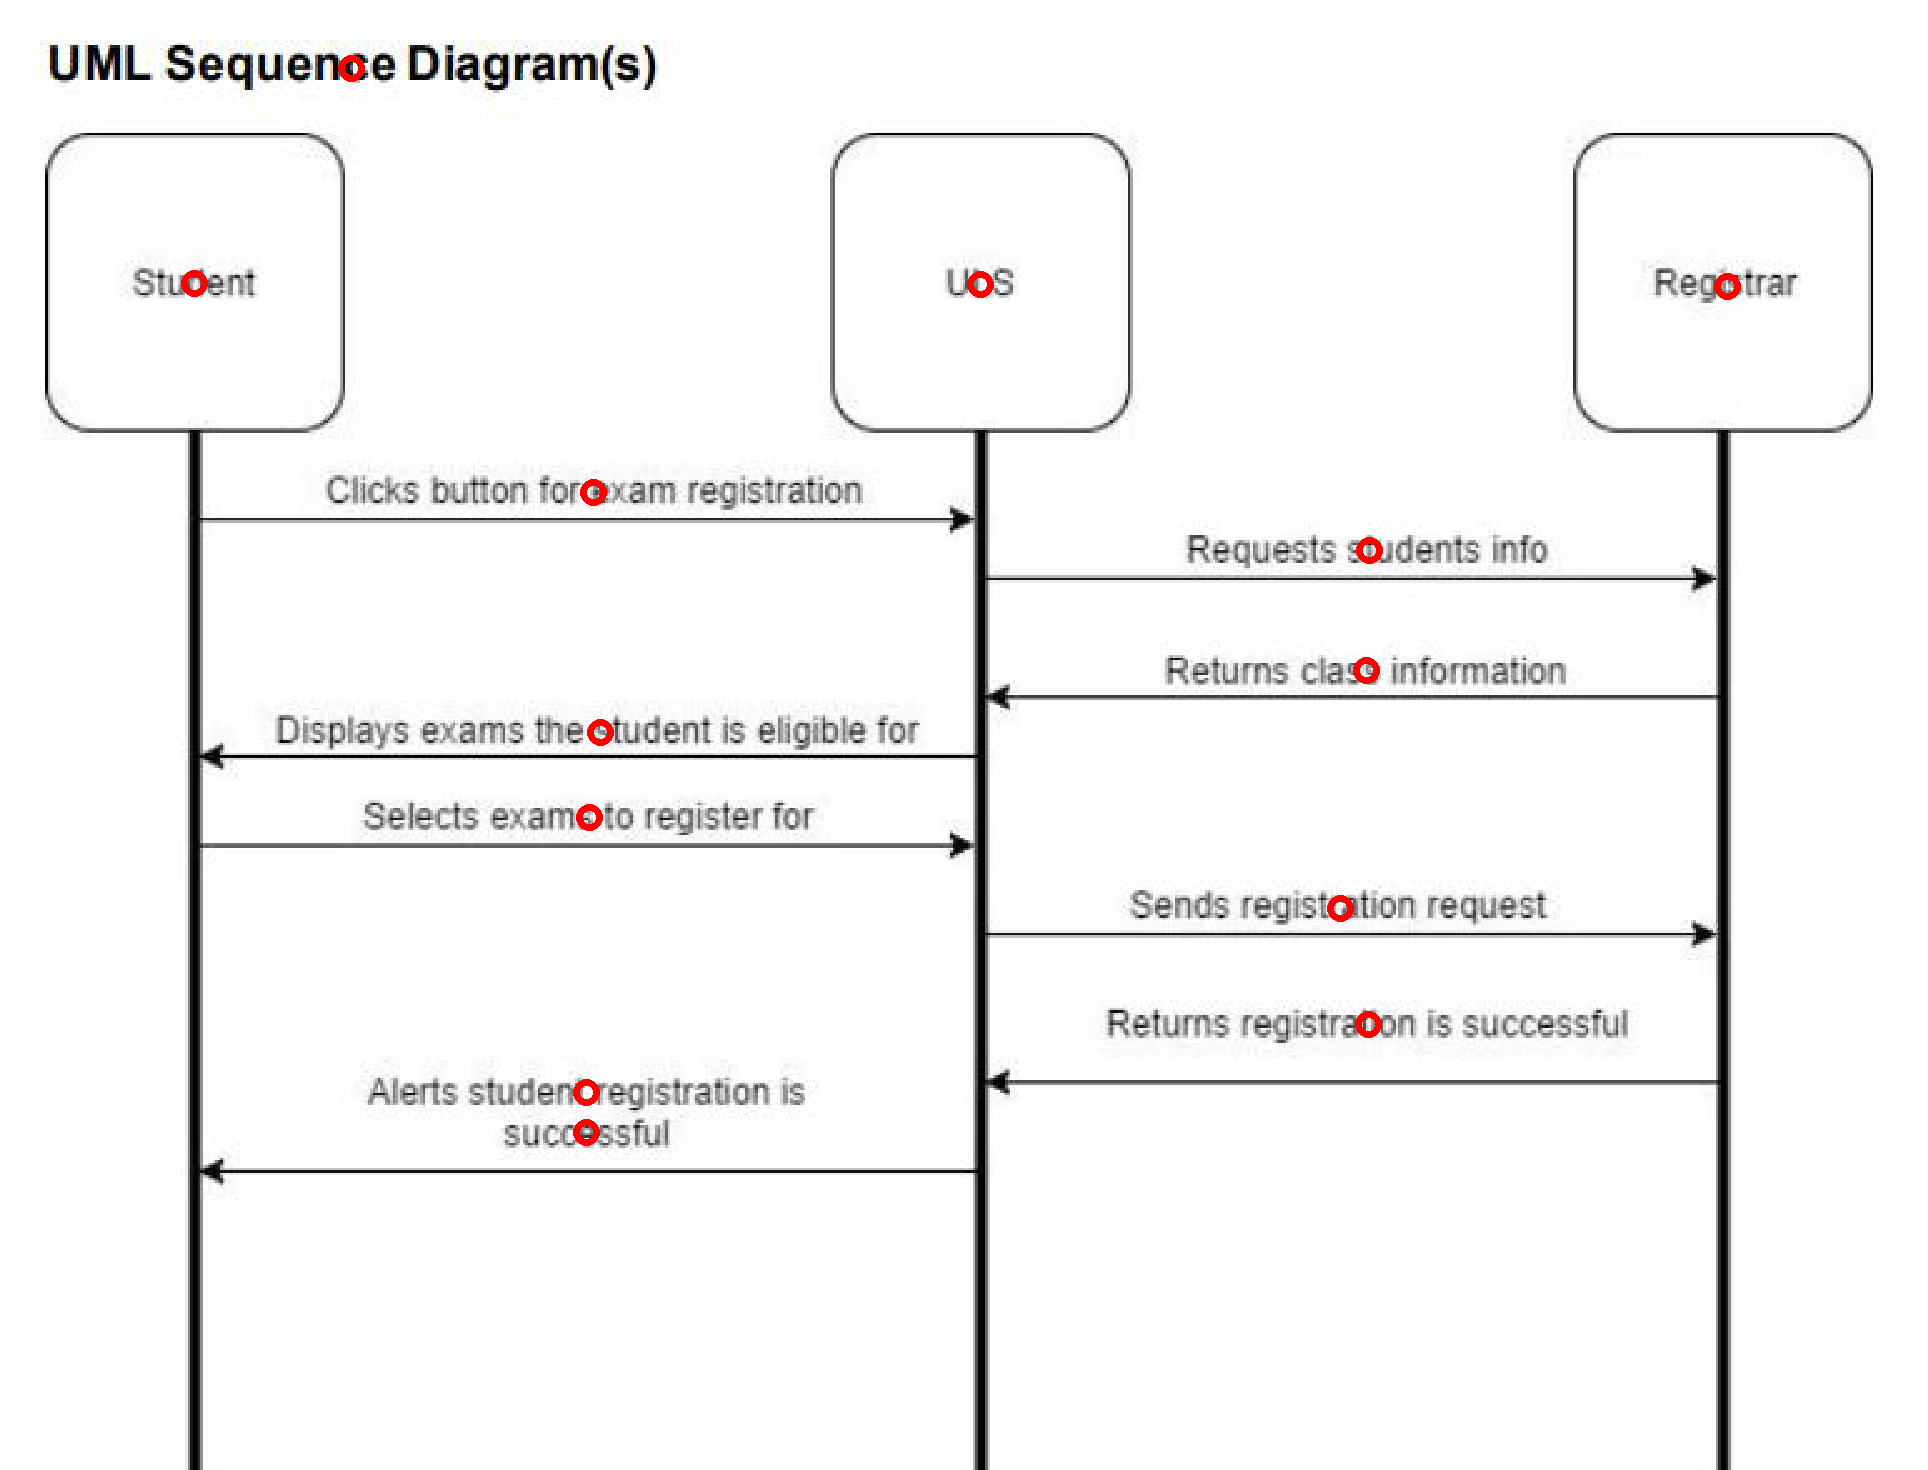 UML Sequence Diagram(s)
Student
Registrar
Clicks button for exam registration
Requests students info
Returns class information
Displays exams the student is eligible for
Selects exams to register for
Sends registration request
Returns registration is successful
Alerts student registration is
successful